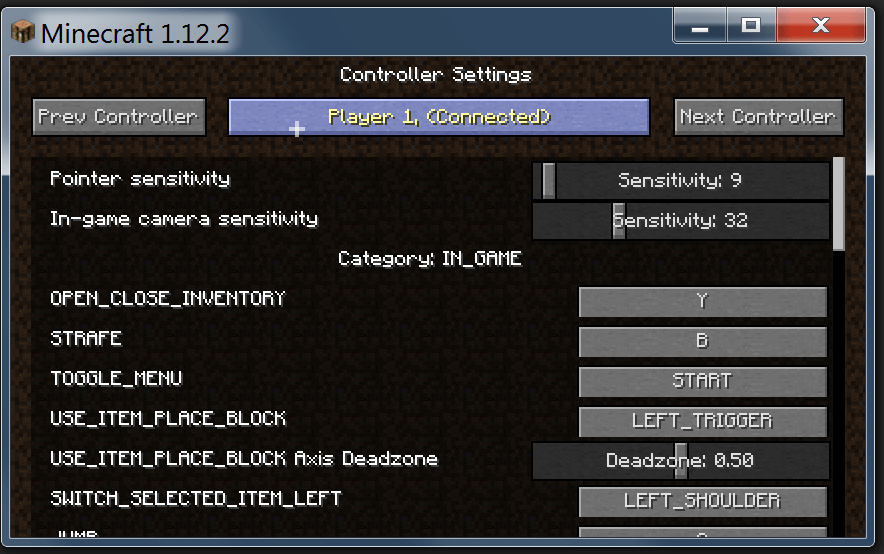 Minecraft 1.12.2
Controller Settings
Prev Controller
Player 1, (Connected)
Next Controller
Pointer sensitivity
Sensitivity: 9
In-game camera sensitivity
Sensitivity: 32
Category: IN_GAME
OPEN_CLOSE_INVENTORY
Y
STRAFE
B
TOGGLE_MENU
START
USE_ITEM_PLACE_BLOCK
LEFT_TRIGGER
USE_ITEM_PLACE_BLOCK Axis Deadzone
Deadzone: 0.50
SWITCH_SELECTED_ITEM_LEFT
LEFT_SHOULDER
JUMP